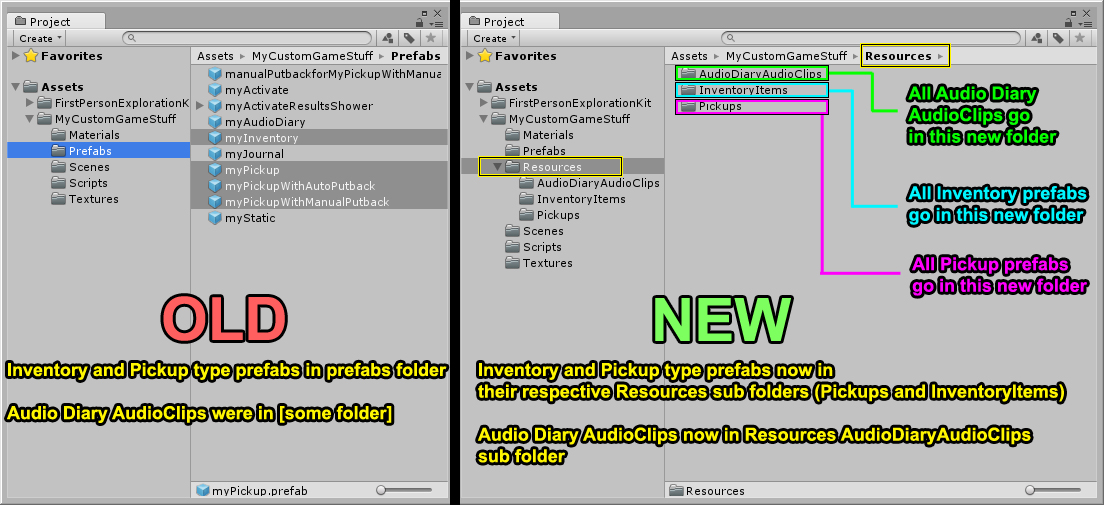 Project
Create
Favorites
Assets
FirstPersonExplorationK
MyCustomGameStuff
Materials
Prefabs
Scenes
Scripts
Textures
Assets MyCustomGameStuff Prefabs
manualPutbackforMyPickupWithManua
myActivate
myActivateResultsShower
myAudioDiary
myInventory
myJournal
myPickup
myPickupWithAutoPutback
myPickupWithManualPutback
myStatic
OLD
Inventory and Pickup type prefabs in prefabs folder
Audio Diary AudioClips were in [some folder]
myPickup.prefab
Project
Create
Favorites
Assets
FirstPersonExplorationKit
MyCustomGameStuff
Materials
Prefabs
Resources
AudioDiaryAudioClips
InventoryItems
Pickups
Scenes
Scripts
Textures
Assets MyCustomGameStuff Resources
AudioDiaryAudioClips
InventoryItems
Pickups
All Audio Diary
AudioClips go
in this new folder
All Inventory prefabs
go in this new folder
All Pickup prefabs
go in this new folder
NEW
Inventory and Pickup type prefabs now in
their respective Resources sub folders (Pickups and InventoryItems)
Audio Diary AudioClips now in Resources AudioDiaryAudioClips
sub folder
Resources